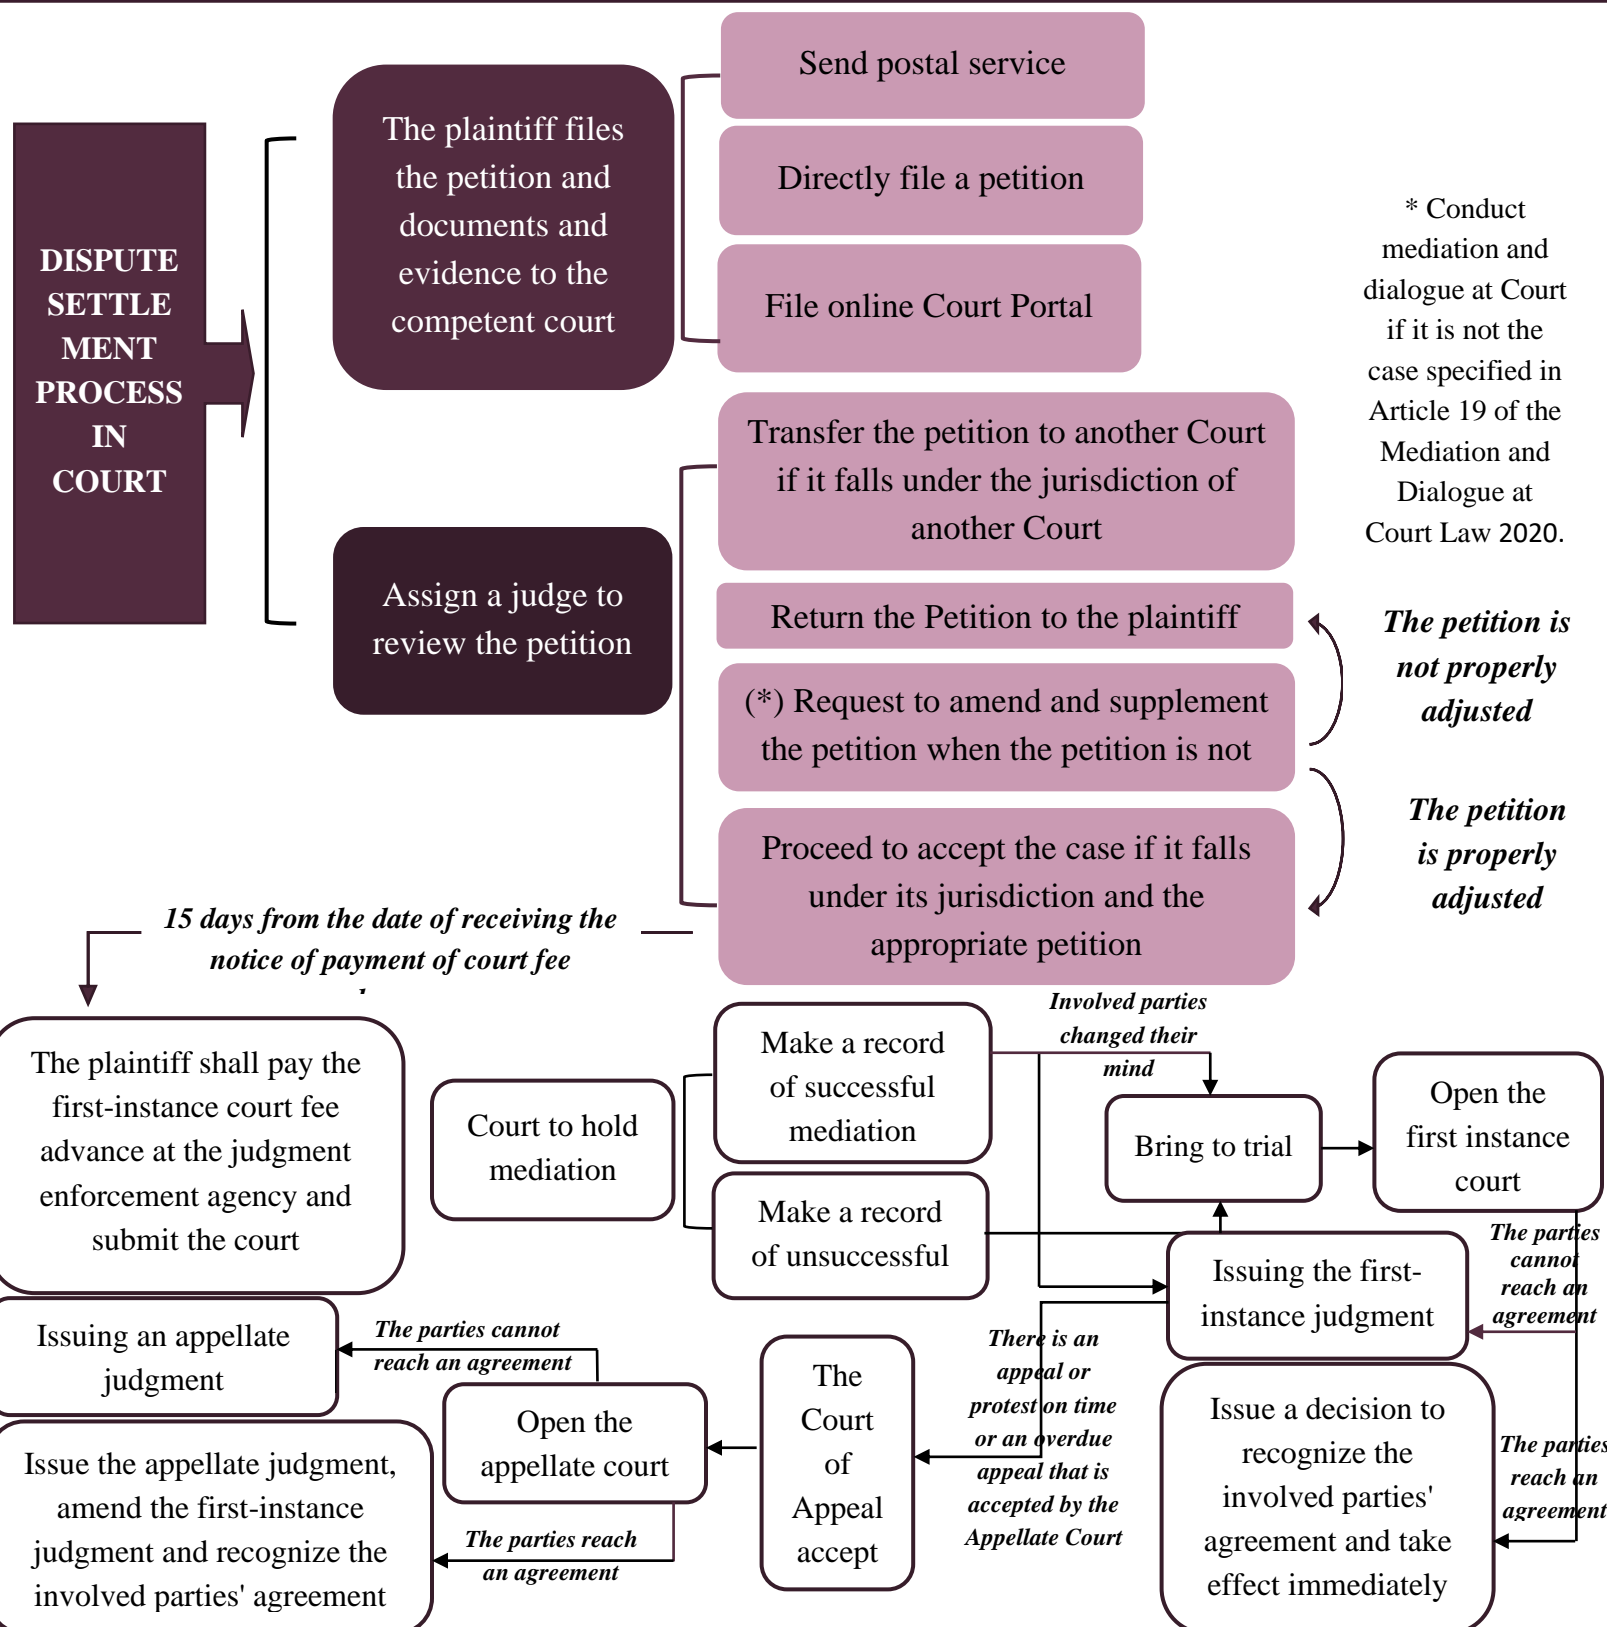 DISPUTE
SETTLE
MENT
PROCESS
IN
COURT
The plaintiff files
the petition and
documents and
evidence to the
competent court
Send postal service
Directly file a petition
File online Court Portal
* Conduct
mediation and
dialogue at Court
if it is not the
case specified in
Article 19 of the
Mediation and
Dialogue at
Court Law 2020.
Assign a judge to
review the petition
Transfer the petition to another Court
if it falls under the jurisdiction of
another Court
Return the Petition to the plaintiff
(*) Request to amend and supplement
the petition when the petition is not
Proceed to accept the case if it falls
under its jurisdiction and the
appropriate petition
The petition is
not properly
adjusted
The petition
is properly
adjusted
15 days from the date of receiving the
notice of payment of court fee
The plaintiff shall pay the
first-instance court fee
advance at the judgment
enforcement agency and
submit the court
Court to hold
mediation
Make a record
of successful
mediation
Make a record
of unsuccessful
Involved parties
changed their
mind
Bring to trial
Open the
first instance
court
The parties
cannot
reach an
agreement
Issuing the first-
instance judgment
The parties
reach an
agreement
Issue a decision to
recognize the
involved parties'
agreement and take
effect immediately
There is an
appeal or
protest on time
or an overdue
appeal that is
accepted by the
Appellate Court
The
Court
of
Appeal
accept
Open the
appellate court
The parties cannot
reach an agreement
Issuing an appellate
judgment
The parties reach
an agreement
Issue the appellate judgment,
amend the first-instance
judgment and recognize the
involved parties' agreement